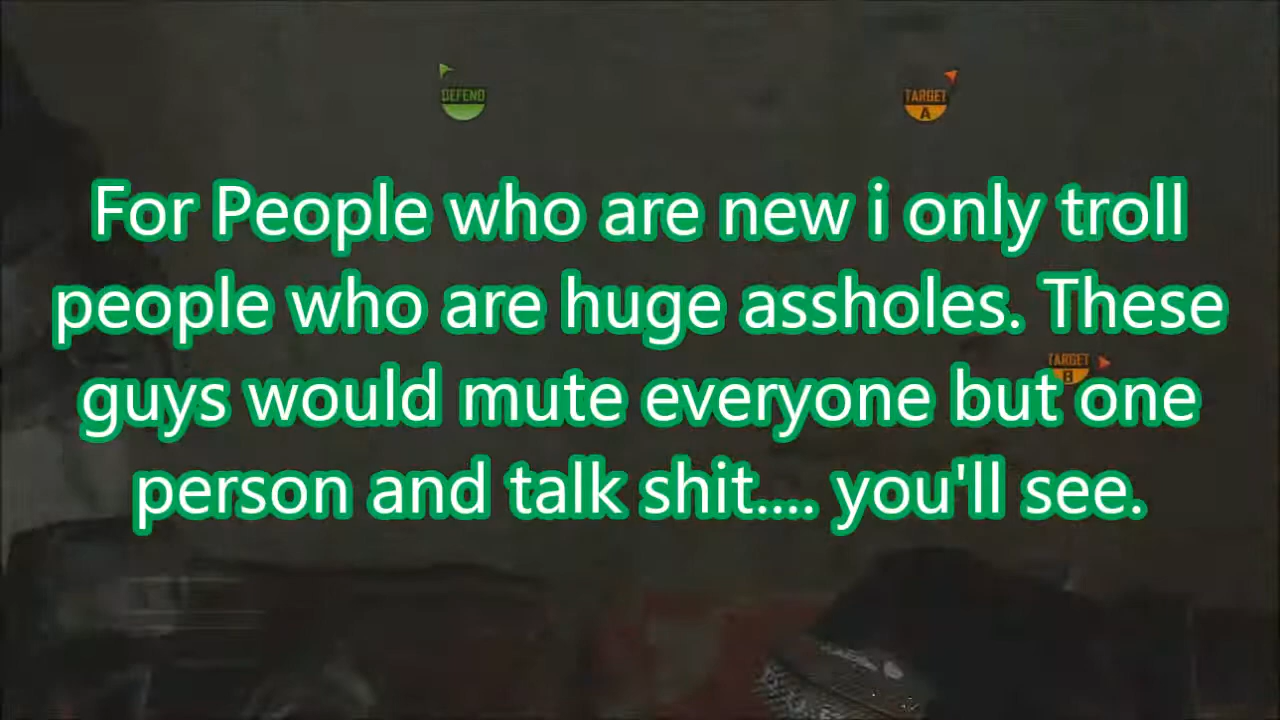 DEFEND
TARGET
A
For People who are new i only troll
people who are huge assholes. These
TARGET
B
guys would mute everyone but one
person and talk shit.... you'll see.